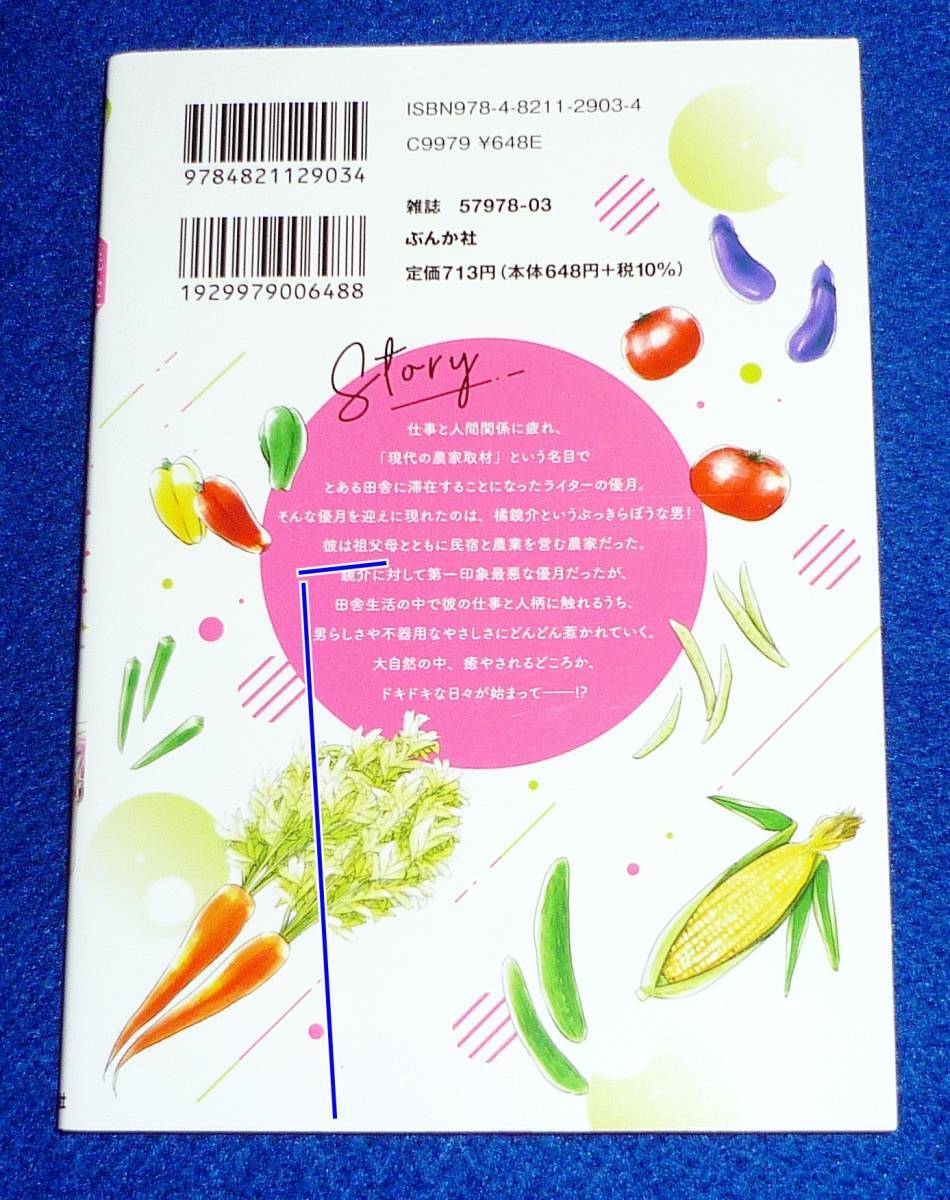 ISBN978-4-8211-2903-4
C9979 ¥648E
9784821129034
雑誌 57978-03
ぶんか社
定価713円(本体648円+税10%)
1929979006488
Story
仕事と人間関係に疲れ、
「現代の農家取材」という名目で
とある田舎に滞在することになったライターの優月。
そんな優月を迎えに現れたのは、橘鏡介というぶっきらぼうな男!
彼は祖父母とともに民宿と農業を営む農家だった。
鏡介に対して第一印象最悪な優月だったが、
田舎生活の中で彼の仕事と人柄に触れるうち、
男らしさや不器用なやさしさにどんどん惹かれていく。
大自然の中、癒やされるどころか、
ドキドキな日々が始まって――!?
社